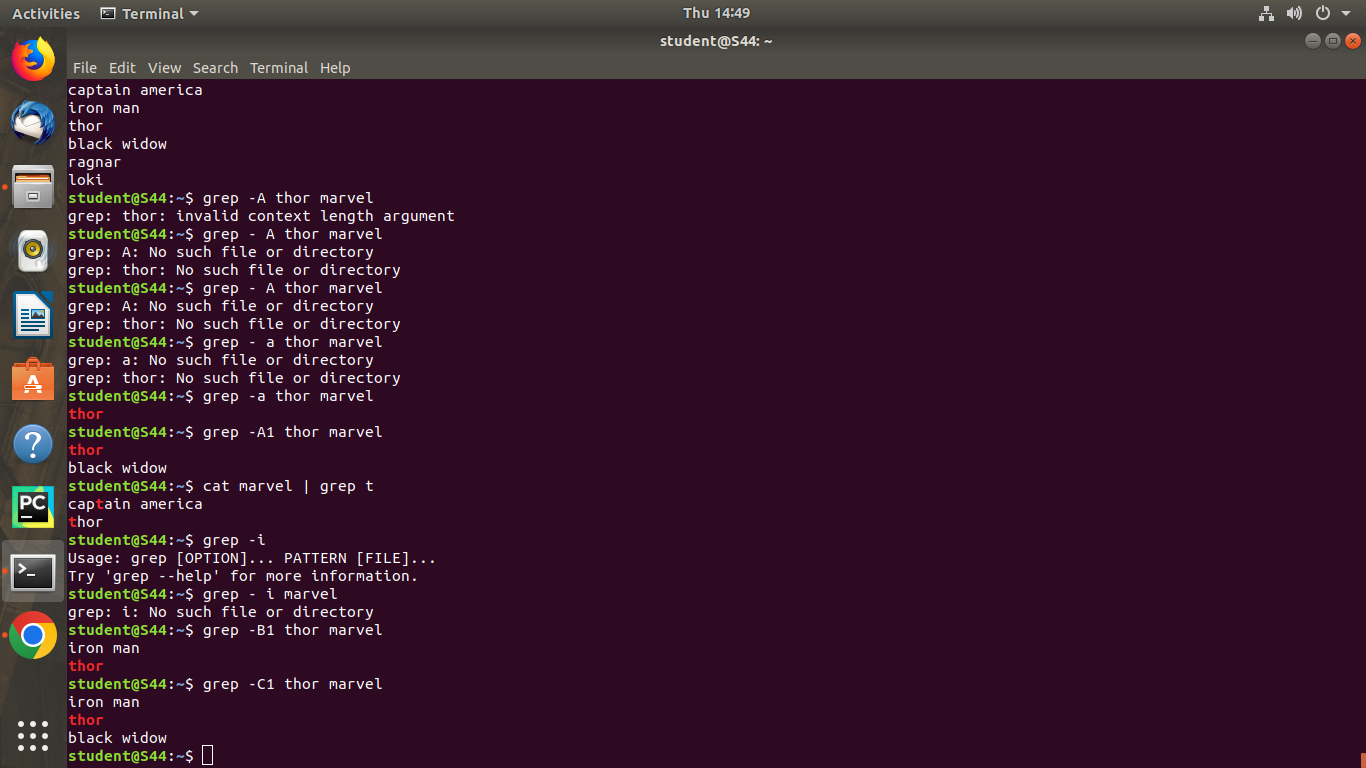 Activities Terminal Thu 14:49
student@S44: ~
File Edit View Search Terminal Help
captain america
iron man
thor
black widow
ragnar
loki
student@S44:~$ grep -A thor marvel
grep: thor: invalid context length argument
student@S44:~$ grep - A thor marvel
grep: A: No such file or directory
grep: thor: No such file or directory
student@S44:~$ grep - A thor marvel
grep: A: No such file or directory
grep: thor: No such file or directory
student@S44:~$ grep - a thor marvel
grep: a: No such file or directory
grep: thor: No such file or directory
student@S44:~$ grep -a thor marvel
thor
student@S44:~$ grep -A1 thor marvel
thor
black widow
student@S44:~$ cat marvel | grep t
captain america
thor
student@S44:~$ grep -i
Usage: grep [OPTION]... PATTERN [FILE]...
Try 'grep --help' for more information.
student@S44:~$ grep - i marvel
grep: i: No such file or directory
student@S44:~$ grep -B1 thor marvel
iron man
thor
student@S44:~$ grep -C1 thor marvel
iron man
thor
black widow
student@S44:~$
PC